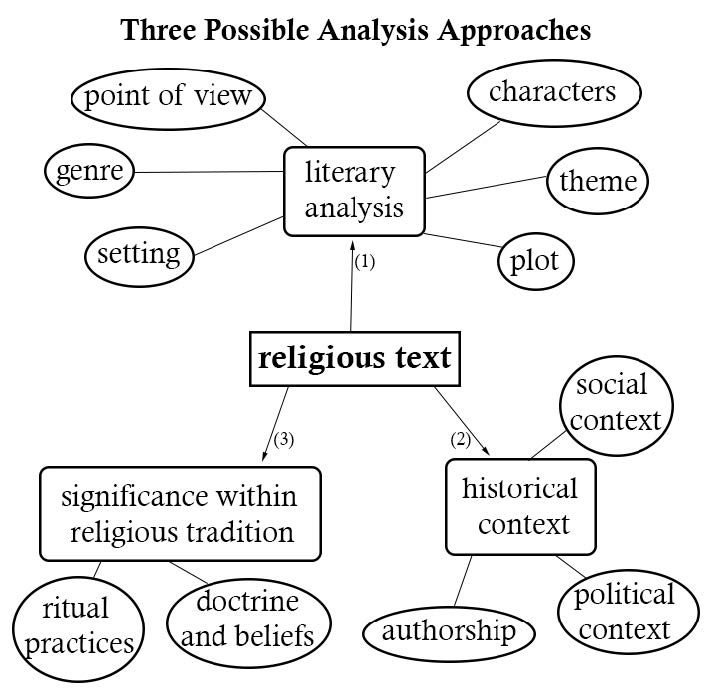 Three Possible Analysis Approaches
point of view
characters
genre
literary
analysis
theme
setting
plot
(1)
religious text
social
context
(3)
(2)
significance within
religious tradition
historical
context
ritual
practices
doctrine
and beliefs
authorship
political
context